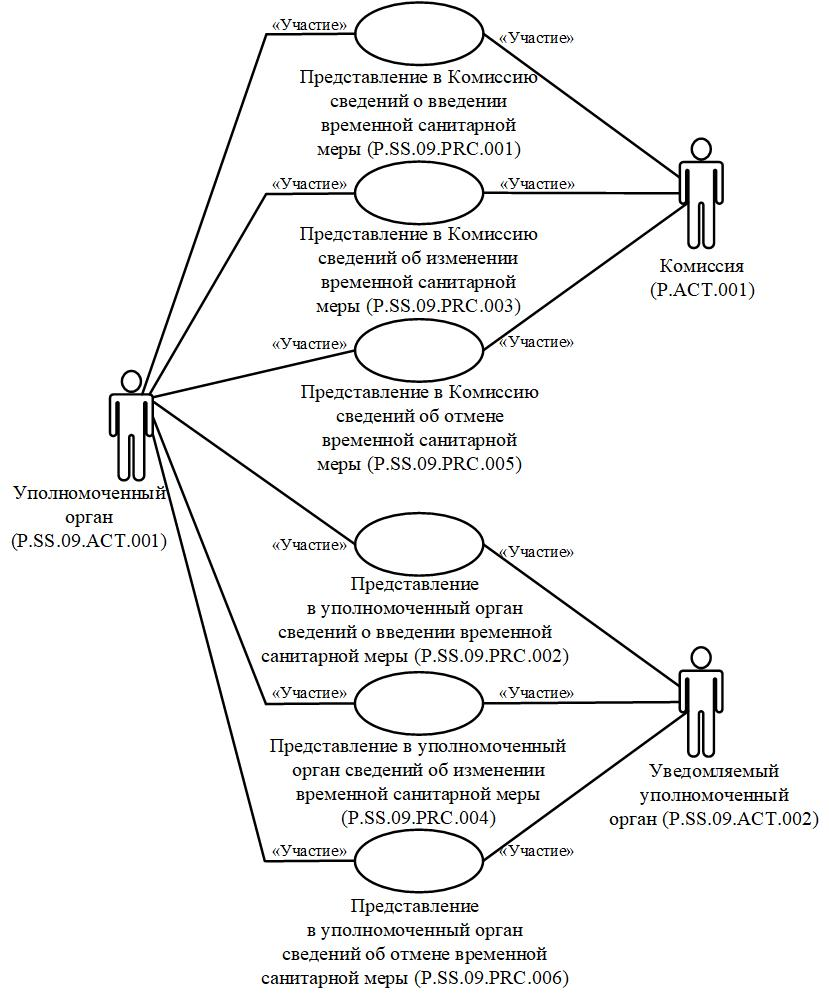 «Участие»
«Участие»
Представление в Комиссию
сведений о введении
временной санитарной
меры (P.SS.09.PRC.001)
«Участие»
«Участие»
Представление в Комиссию
сведений об изменении
временной санитарной
меры (P.SS.09.PRC.003)
Комиссия
(P.ACT.001)
«Участие»
«Участие»
Представление в Комиссию
сведений об отмене
временной санитарной
меры (P.SS.09.PRC.005)
Уполномоченный
орган
(P.SS.09.ACT.001)
«Участие»
«Участие»
Представление
в уполномоченный орган
сведений о введении временной
санитарной меры (P.SS.09.PRC.002)
«Участие»
«Участие»
Представление в уполномоченный
орган сведений об изменении
временной санитарной меры
(P.SS.09.PRC.004)
Уведомляемый
уполномоченный
орган (P.SS.09.ACT.002)
«Участие»
«Участие»
Представление
в уполномоченный орган
сведений об отмене временной
санитарной меры (P.SS.09.PRC.006)